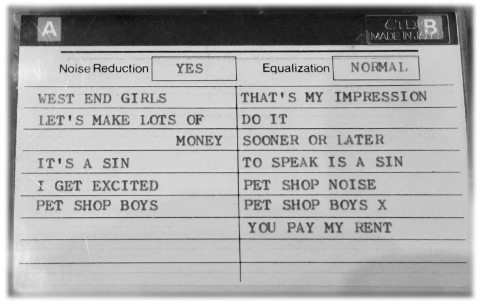 A
B
MADE IN JAPAN
Noise Reduction YES
Equalization NORMAL
WEST END GIRLS
LET'S MAKE LOTS OF
MONEY
IT'S A SIN
I GET EXCITED
PET SHOP BOYS
THAT'S MY IMPRESSION
DO IT
SOONER OR LATER
TO SPEAK IS A SIN
PET SHOP NOISE
PET SHOP BOYS X
YOU PAY MY RENT